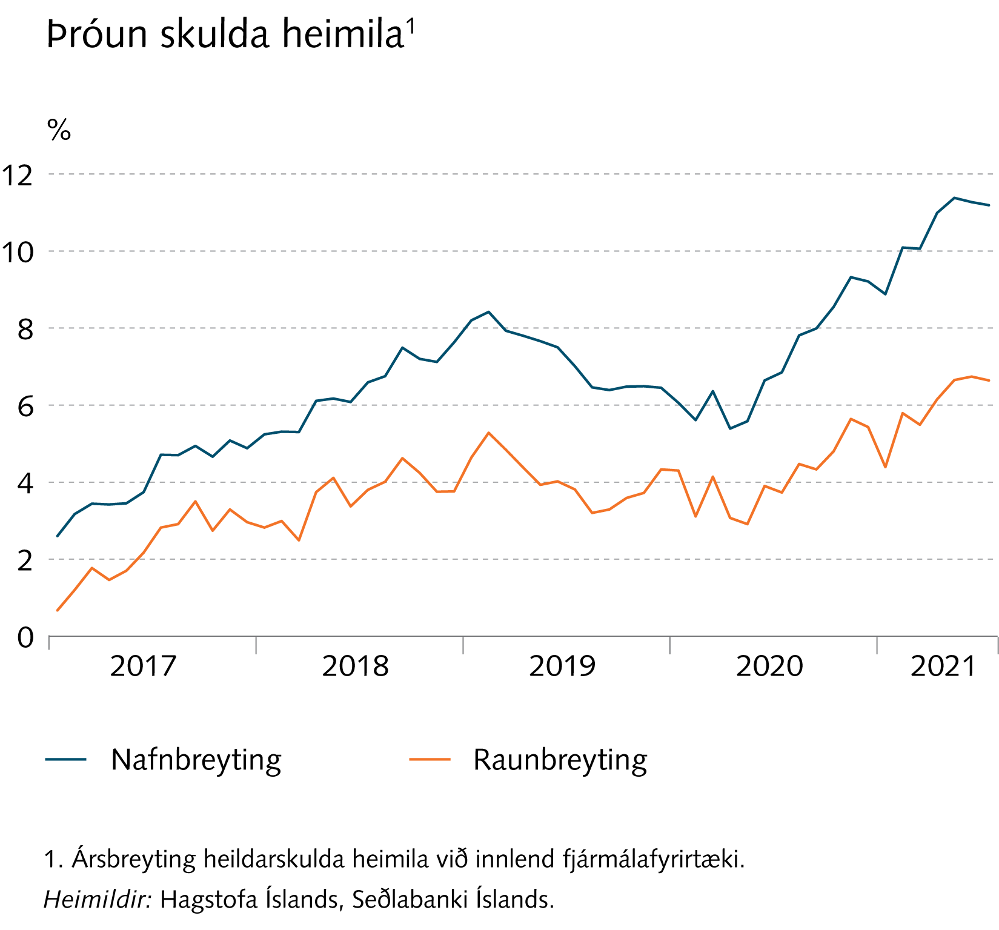 Þróun skulda heimila¹
%
12
10
8
6
4
2
0
2017 2018 2019 2020 2021
Nafnbreyting Raunbreyting
1. Ársbreyting heildarskulda heimila við innlend fjármálafyrirtæki.
Heimildir: Hagstofa Íslands, Seðlabanki Íslands.